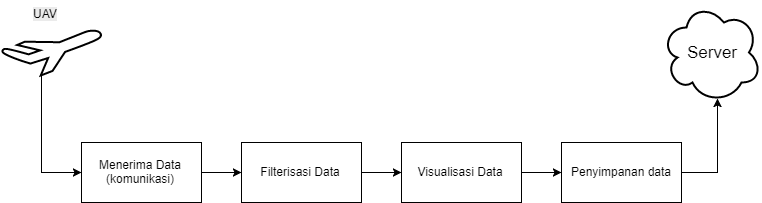 UAV
Server
Menerima Data
(komunikasi)
Filterisasi Data
Visualisasi Data
Penyimpanan data